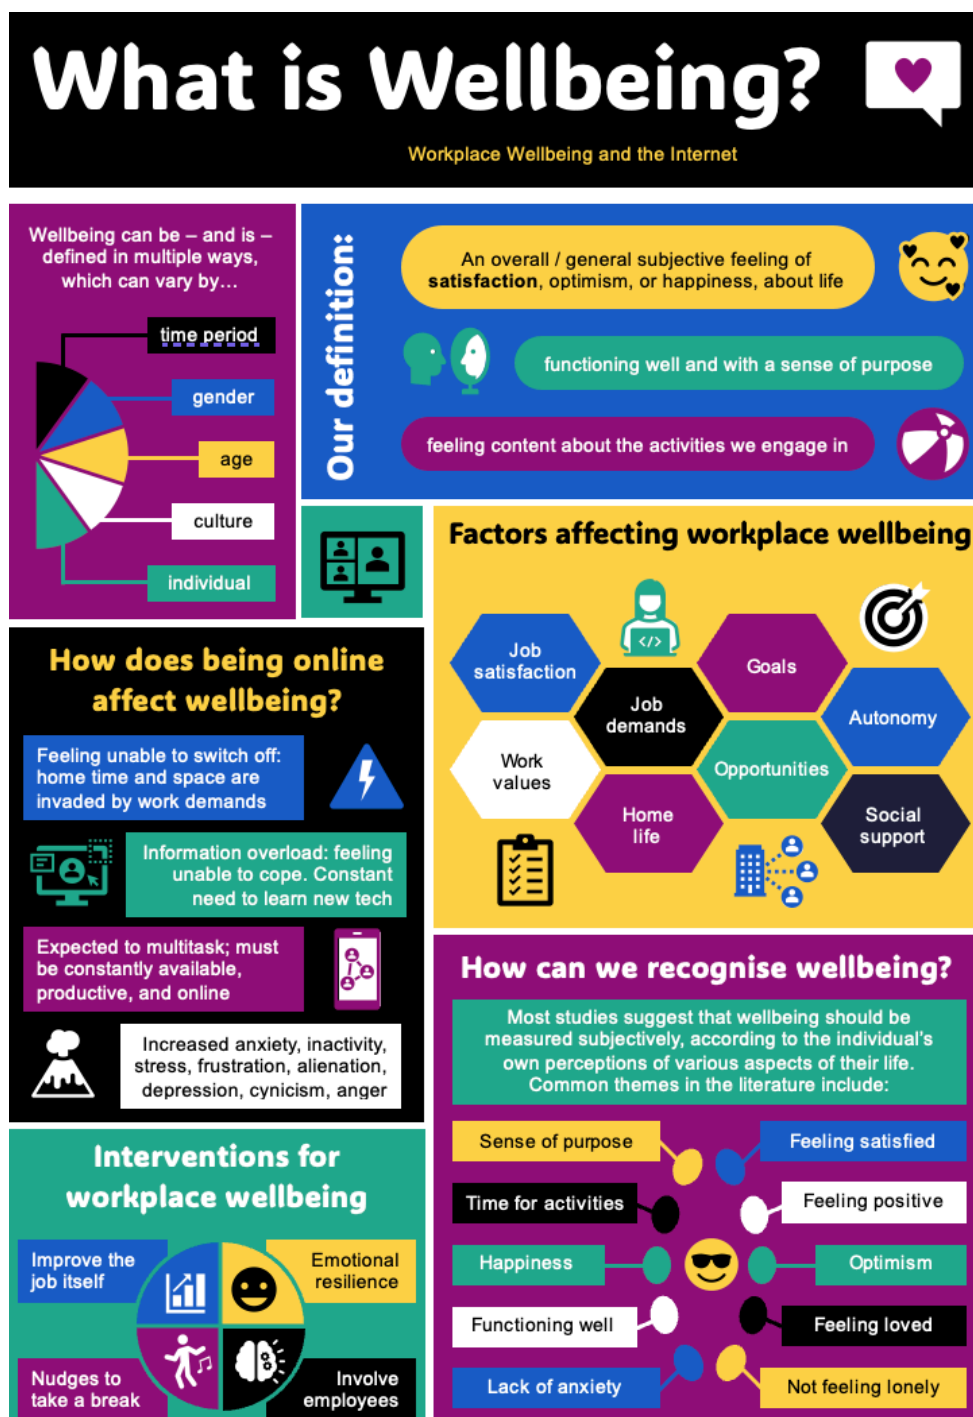 What is Wellbeing?
Workplace Wellbeing and the Internet
Wellbeing can be – and is –
defined in multiple ways,
which can vary by...
time period
gender
age
culture
individual
Our definition:
An overall / general subjective feeling of
satisfaction, optimism, or happiness, about life
functioning well and with a sense of purpose
feeling content about the activities we engage in
Factors affecting workplace wellbeing
Job
satisfaction
Job
demands
Goals
Autonomy
Work
values
Home
life
Opportunities
Social
support
</>
How does being online
affect wellbeing?
Feeling unable to switch off:
home time and space are
invaded by work demands
Information overload: feeling
unable to cope. Constant
need to learn new tech
Expected to multitask; must
be constantly available,
productive, and online
Increased anxiety, inactivity,
stress, frustration, alienation,
depression, cynicism, anger
How can we recognise wellbeing?
Most studies suggest that wellbeing should be
measured subjectively, according to the individual's
own perceptions of various aspects of their life.
Common themes in the literature include:
Sense of purpose
Feeling satisfied
Time for activities
Feeling positive
Happiness
Optimism
Functioning well
Feeling loved
Lack of anxiety
Not feeling lonely
Interventions for
workplace wellbeing
Improve the
job itself
Emotional
resilience
Nudges to
take a break
Involve
employees